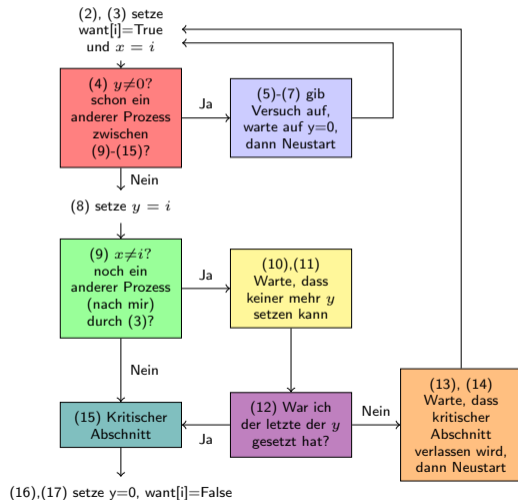 (2), (3) setze
want[i]=True
und x = i
(4) y≠0?
schon ein
anderer Prozess
zwischen
(9)-(15)?
Ja
(5)-(7) gib
Versuch auf,
warte auf y=0,
dann Neustart
Nein
(8) setze y = i
(9) x≠i?
noch ein
anderer Prozess
(nach mir)
durch (3)?
Ja
(10),(11)
Warte, dass
keiner mehr y
setzen kann
Nein
(15) Kritischer
Abschnitt
Ja
(12) War ich
der letzte der y
gesetzt hat?
Nein
(13), (14)
Warte, dass
kritischer
Abschnitt
verlassen wird,
dann Neustart
(16),(17) setze y=0, want[i]=False